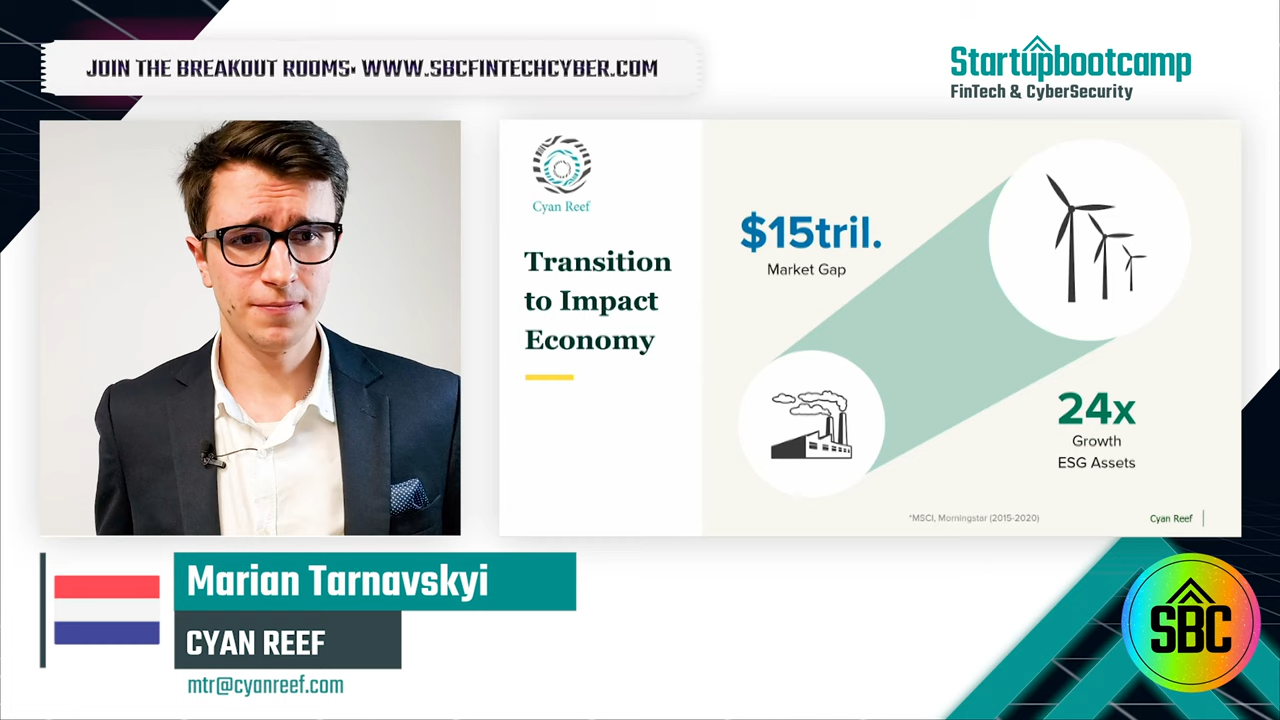 JOIN THE BREAKOUT ROOMS: WWW.SBCFINTECHCYBER.COM
Startupbootcamp
FinTech & CyberSecurity
Cyan Reef
Transition
to Impact
Economy
$15tril.
Market Gap
24x
Growth
ESG Assets
*MSCI, Morningstar (2015-2020)
Cyan Reef
Marian Tarnavskyi
CYAN REEF
mtr@cyanreef.com
SBC